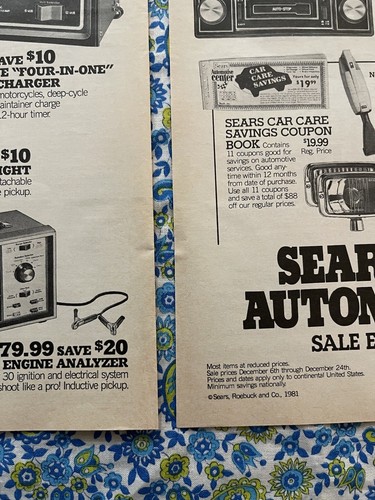 AVE $10
E "FOUR-IN-ONE"
CHARGER
motorcycles, deep-cycle
aintainer charge
2-hour timer.
$10
IGHT
tachable
e pickup.
79.99 SAVE $20
ENGINE ANALYZER
30 ignition and electrical system
shoot like a pro! Inductive pickup.
AUTO-STOP
Automotive
center
CAR
CARE
SAVINGS
$19.99
SEARS CAR CARE
SAVINGS COUPON
BOOK Contains
11 coupons good for
savings on automotive
services. Good any-
time within 12 months
from date of purchase.
Use all 11 coupons
and save a total of $88
off our regular prices.
$19.99
Reg. Price
N
SEAR
AUTOM
SALE E
Most items at reduced prices.
Sale prices December 6th through December 24th.
Prices and dates apply only to continental United States.
Minimum savings nationally.
©Sears, Roebuck and Co., 1981